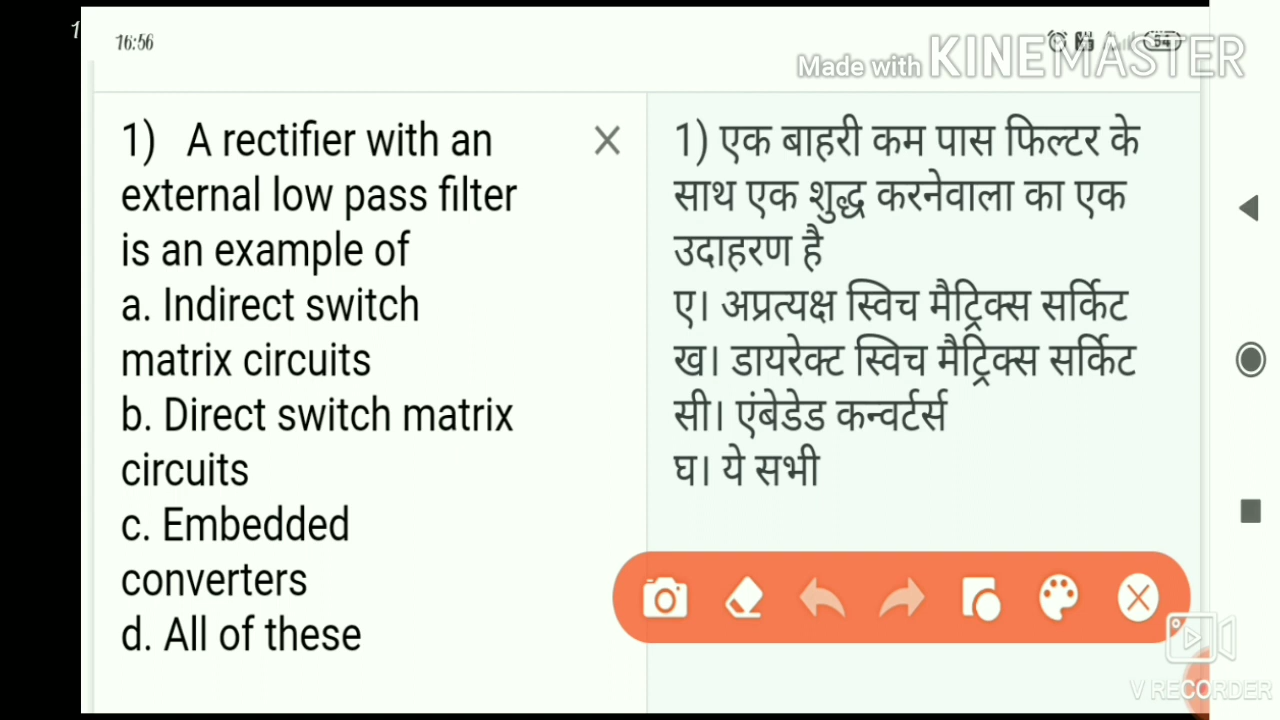 1
16:56
84
Made with KINEMASTER
1) A rectifier with an
external low pass filter
is an example of
a. Indirect switch
matrix circuits
b. Direct switch matrix
circuits
c. Embedded
converters
d. All of these
1) एक बाहरी कम पास फिल्टर के
साथ एक शुद्ध करनेवाला का एक
उदाहरण है
ए। अप्रत्यक्ष स्विच मैट्रिक्स सर्किट
ख। डायरेक्ट स्विच मैट्रिक्स सर्किट
सी। एंबेडेड कन्वर्टर्स
घ। ये सभी
V RECORDER